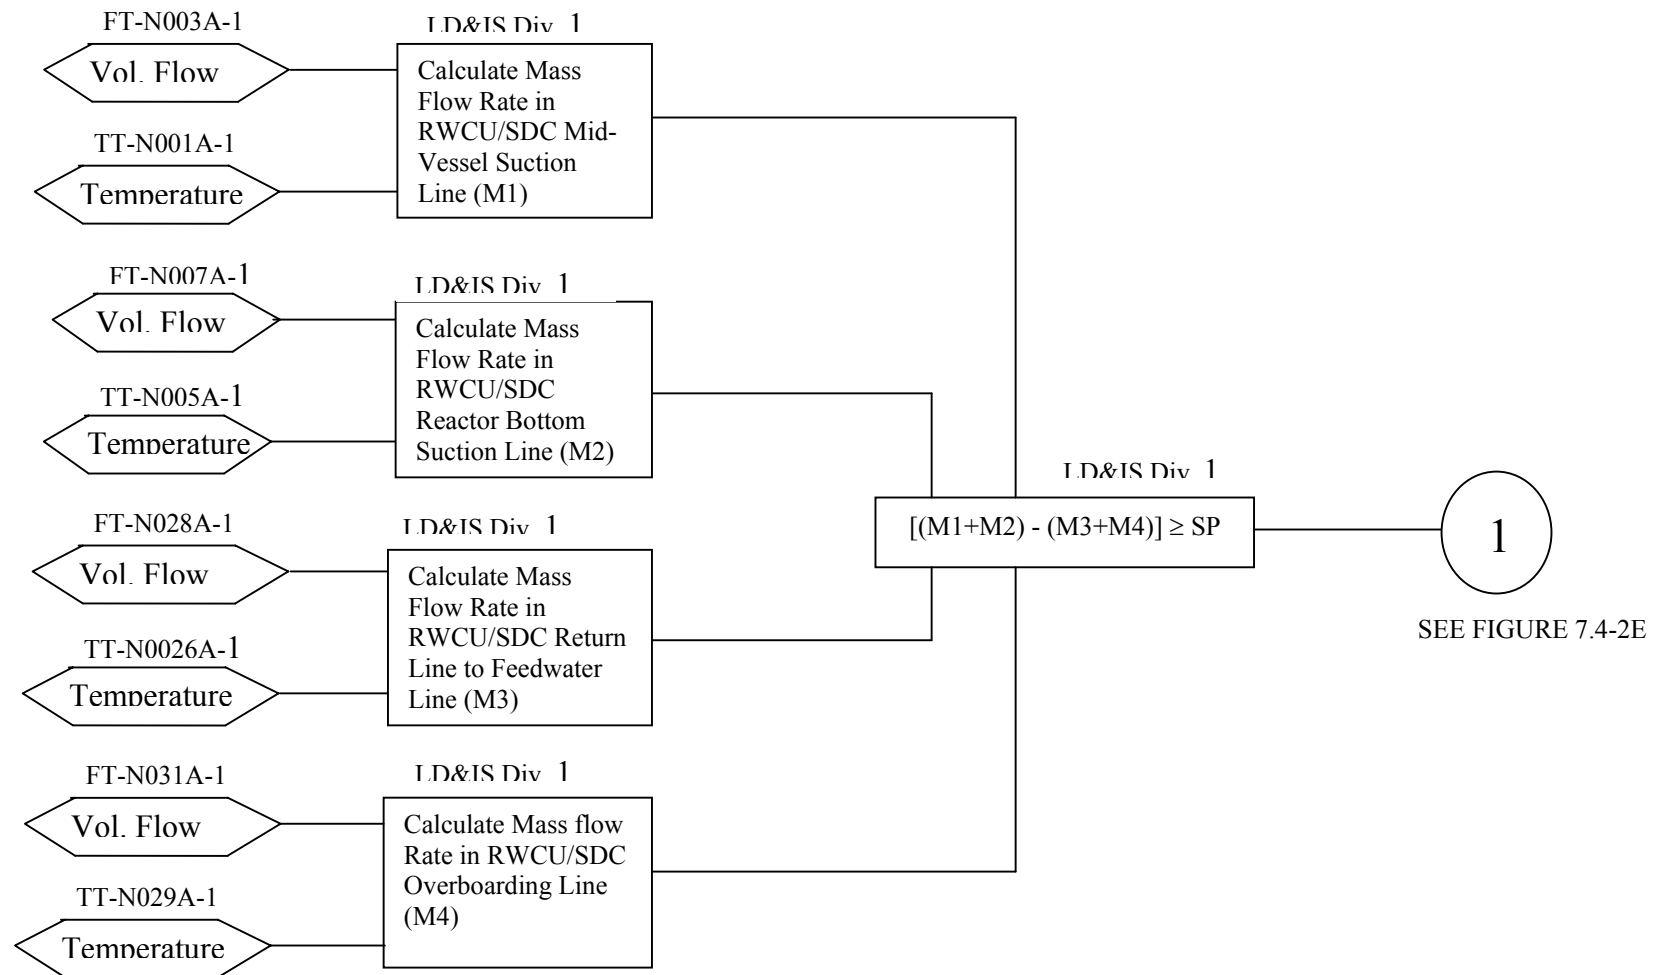 FT-N003A-1
Vol. Flow
TT-N001A-1
Temperature
LD&IS Div 1
Calculate Mass
Flow Rate in
RWCU/SDC Mid-
Vessel Suction
Line (M1)
FT-N007A-1
Vol. Flow
TT-N005A-1
Temperature
LD&IS Div 1
Calculate Mass
Flow Rate in
RWCU/SDC
Reactor Bottom
Suction Line (M2)
FT-N028A-1
Vol. Flow
TT-N0026A-1
Temperature
LD&IS Div 1
Calculate Mass
Flow Rate in
RWCU/SDC Return
Line to Feedwater
Line (M3)
FT-N031A-1
Vol. Flow
TT-N029A-1
Temperature
LD&IS Div 1
Calculate Mass flow
Rate in RWCU/SDC
Overboarding Line
(M4)
LD&IS Div 1
[(M1+M2) - (M3+M4)] ≥ SP
1
SEE FIGURE 7.4-2E